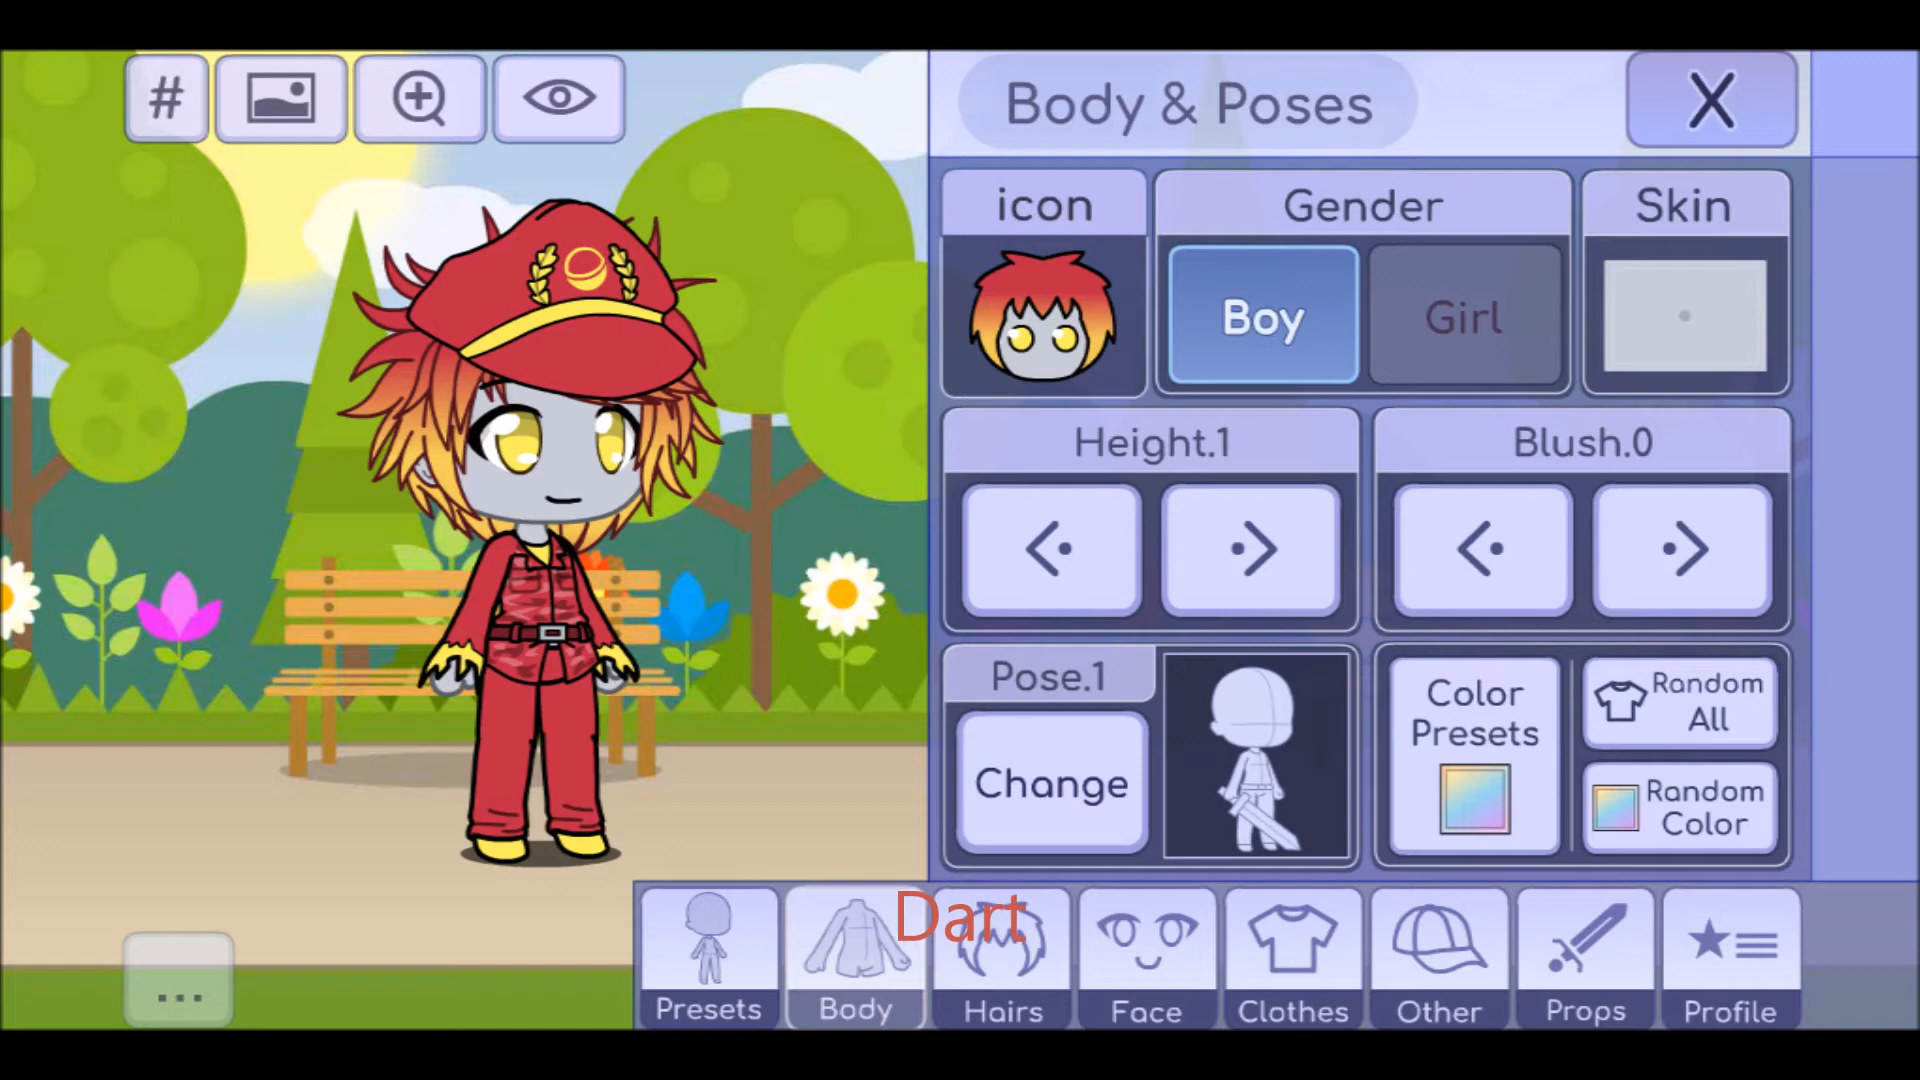 #
Body & Poses
X
icon
Gender
Skin
Boy
Girl
Height.1
Blush.0
Pose.1
Change
Color
Presets
Random
All
Random
Color
Dart
...
Presets
Body
Hairs
Face
Clothes
Other
Props
Profile